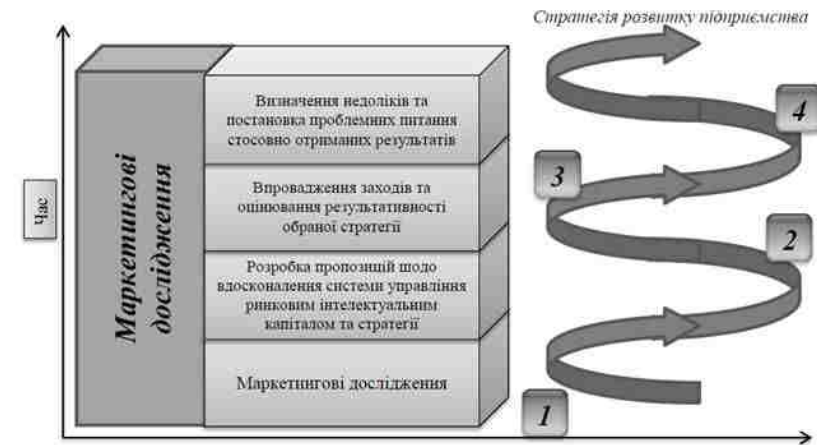 Стратегія розвитку підприємства
Час
Маркетингові
дослідження
Визначення недоліків та
постановка проблемних питання
стосовно отриманих результатів
Впровадження заходів та
оцінювання результативності
обраної стратегії
Розробка пропозицій щодо
вдосконалення системи управління
ринковим інтелектуальним
капіталом та стратегії
Маркетингові дослідження
4
3
2
1